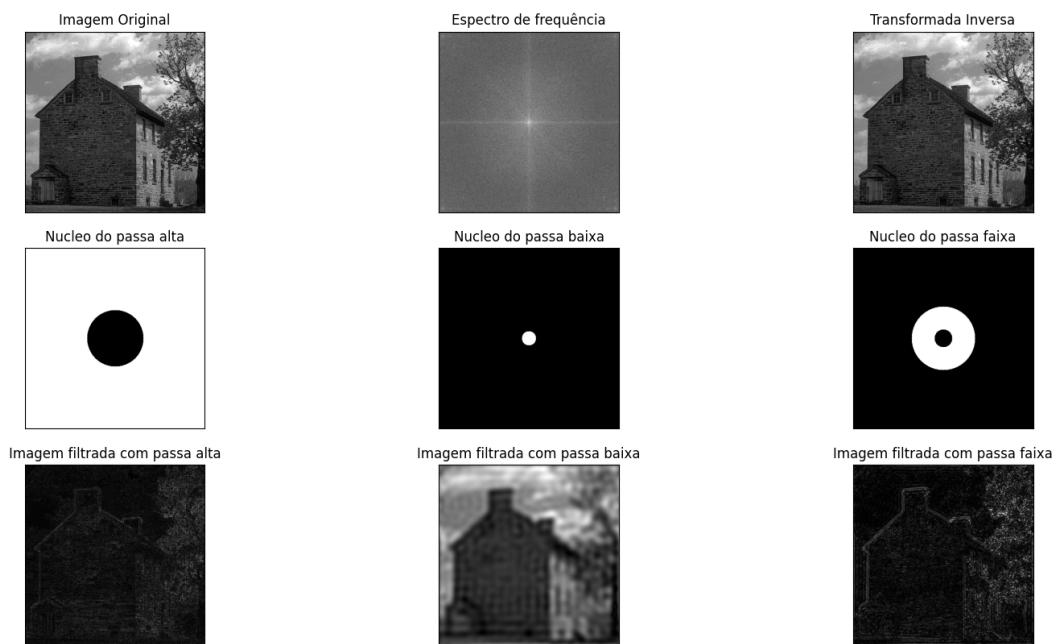 Imagem Original
Espectro de frequência
Transformada Inversa
Nucleo do passa alta
Nucleo do passa baixa
Nucleo do passa faixa
Imagem filtrada com passa alta
Imagem filtrada com passa baixa
Imagem filtrada com passa faixa